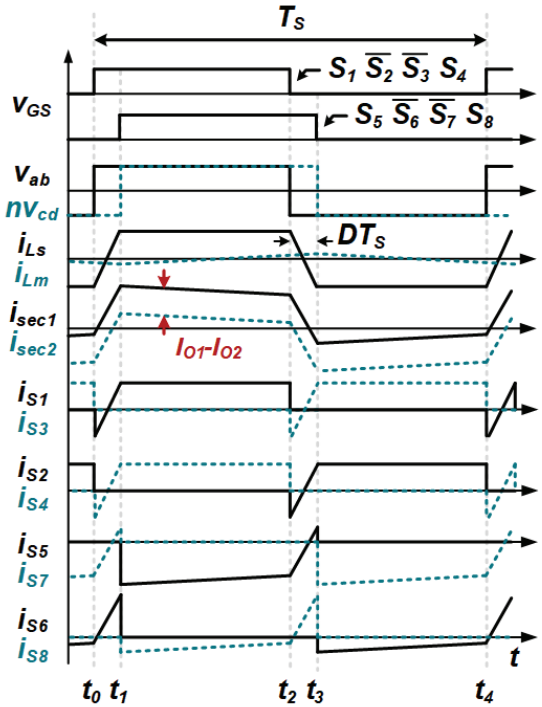 T_S
v_GS
S_1 S̅_2 S̅_3 S_4
S_5 S̅_6 S̅_7 S_8
v_ab
nv_cd
i_Ls
DT_S
i_Lm
i_sec1
i_sec2
I_O1-I_O2
i_S1
i_S3
i_S2
i_S4
i_S5
i_S7
i_S6
i_S8
t
t_0 t_1 t_2 t_3 t_4